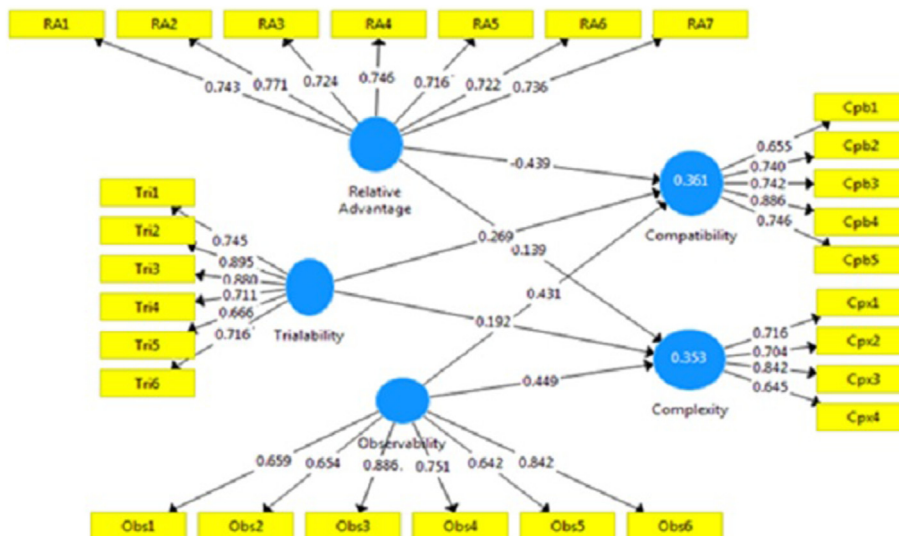 RA1 RA2 RA3 RA4 RA5 RA6 RA7
0.743 0.771 0.724 0.746 0.716 0.722 0.736
Relative
Advantage
Tri1
Tri2
Tri3
Tri4
Tri5
Tri6
0.745
0.895
0.880
0.711
0.666
0.716
Trialability
-0.439
0.269
0.139
0.431
0.192
0.449
0.361
Compatibility
0.655
0.740
0.742
0.886
0.746
Cpb1
Cpb2
Cpb3
Cpb4
Cpb5
0.353
Complexity
0.716
0.704
0.842
0.645
Cpx1
Cpx2
Cpx3
Cpx4
Observability
0.659 0.654 0.886 0.751 0.642 0.842
Obs1 Obs2 Obs3 Obs4 Obs5 Obs6